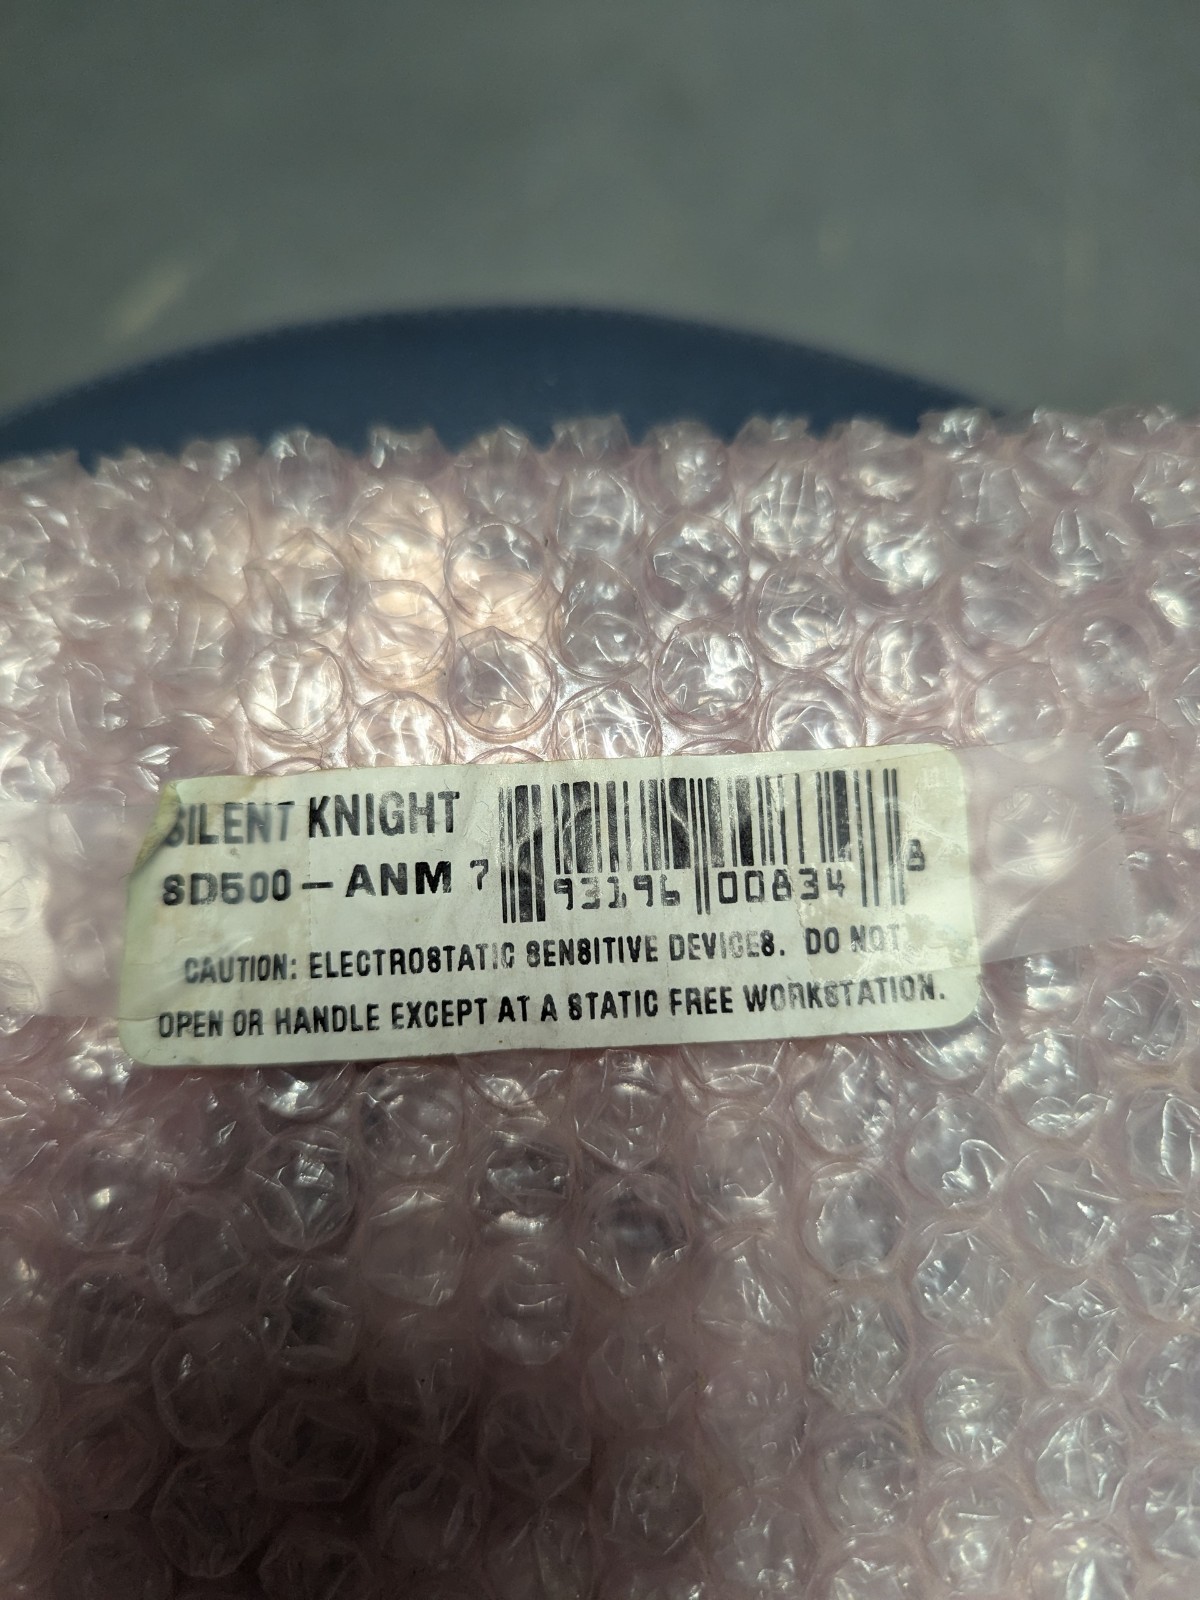 SILENT KNIGHT
SD500-ANM
7 93196 00834 8
CAUTION: ELECTROSTATIC SENSITIVE DEVICES. DO NOT
OPEN OR HANDLE EXCEPT AT A STATIC FREE WORKSTATION.